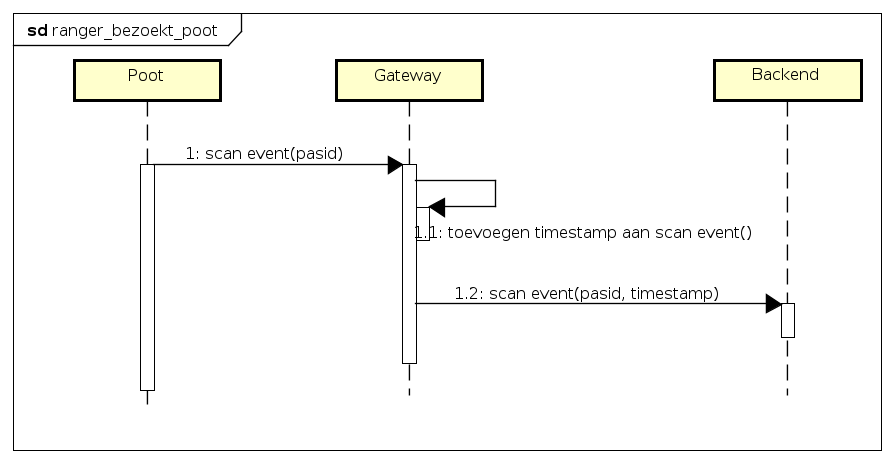 sd ranger_bezoekt_poot
Poot
Gateway
Backend
1: scan event(pasid)
1.1: toevoegen timestamp aan scan event()
1.2: scan event(pasid, timestamp)